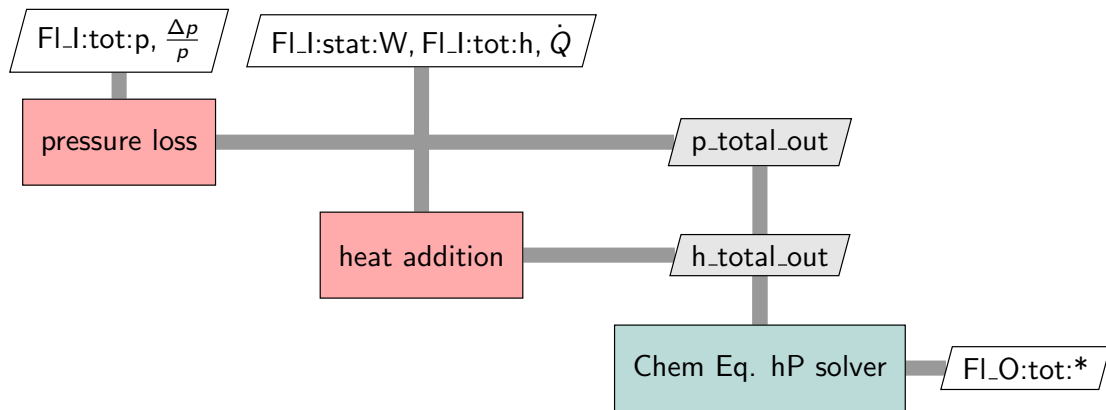 Fl_I:tot:p, Δp/p
Fl_I:stat:W, Fl_I:tot:h, Q̇
pressure loss
p_total_out
heat addition
h_total_out
Chem Eq. hP solver
Fl_O:tot:*